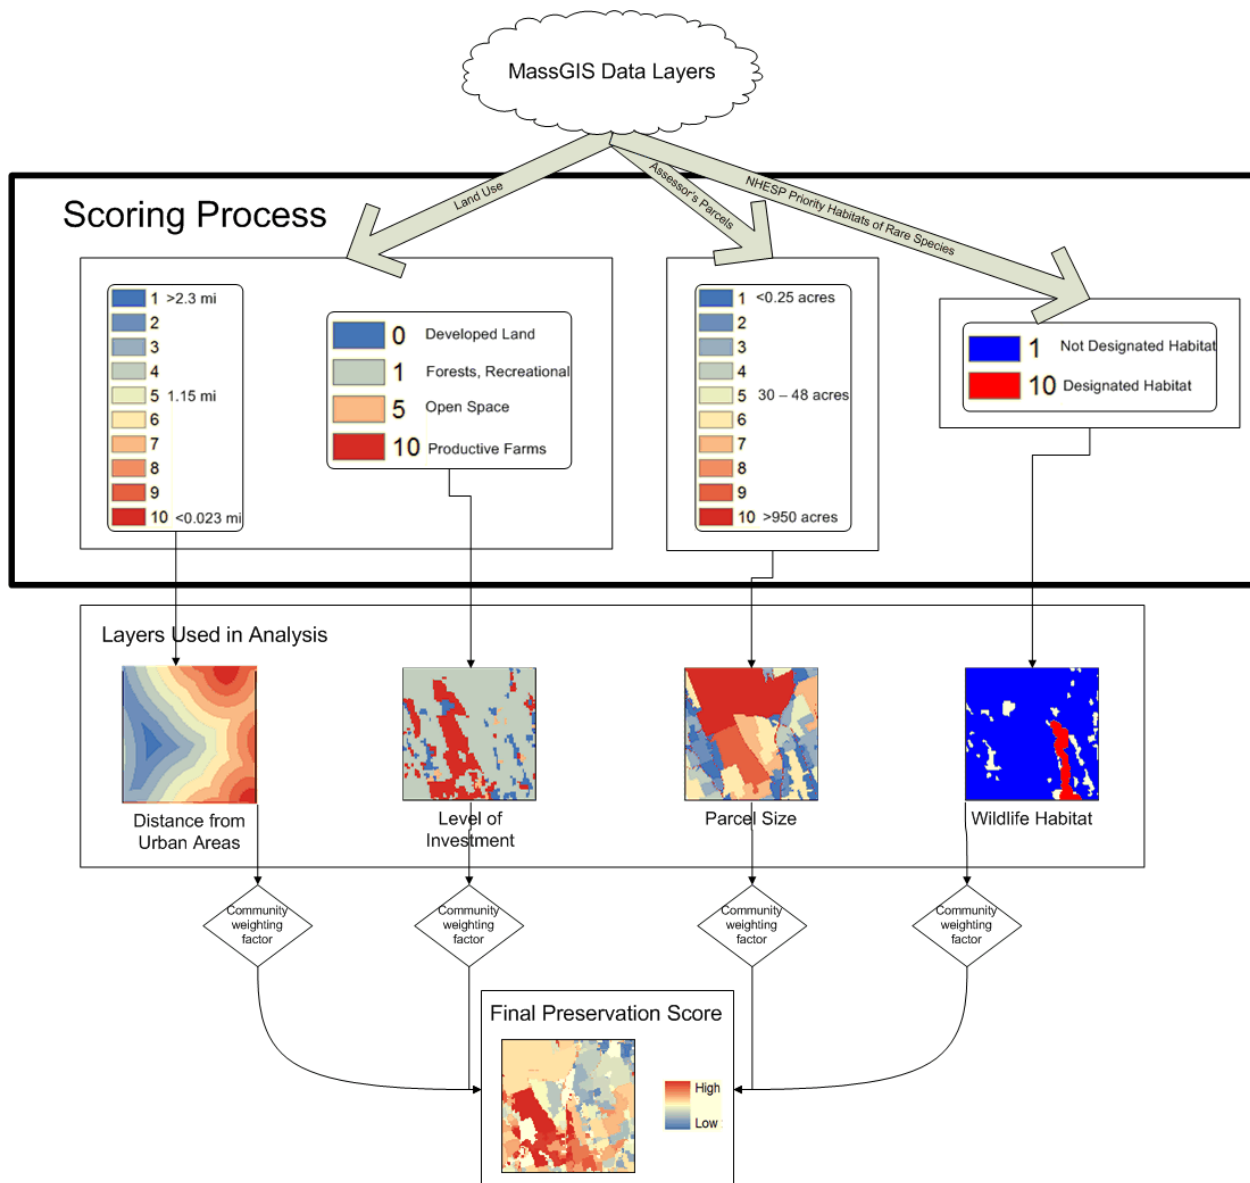 MassGIS Data Layers
Land Use
Assessor's Parcels
NHESP Priority Habitats of Rare Species
Scoring Process
1 >2.3 mi
2
3
4
5 1.15 mi
6
7
8
9
10 <0.023 mi
0 Developed Land
1 Forests, Recreational
5 Open Space
10 Productive Farms
1 <0.25 acres
2
3
4
5 30 – 48 acres
6
7
8
9
10 >950 acres
1 Not Designated Habitat
10 Designated Habitat
Layers Used in Analysis
Distance from
Urban Areas
Level of
Investment
Parcel Size
Wildlife Habitat
Community
weighting
factor
Community
weighting
factor
Community
weighting
factor
Community
weighting
factor
Final Preservation Score
High
Low